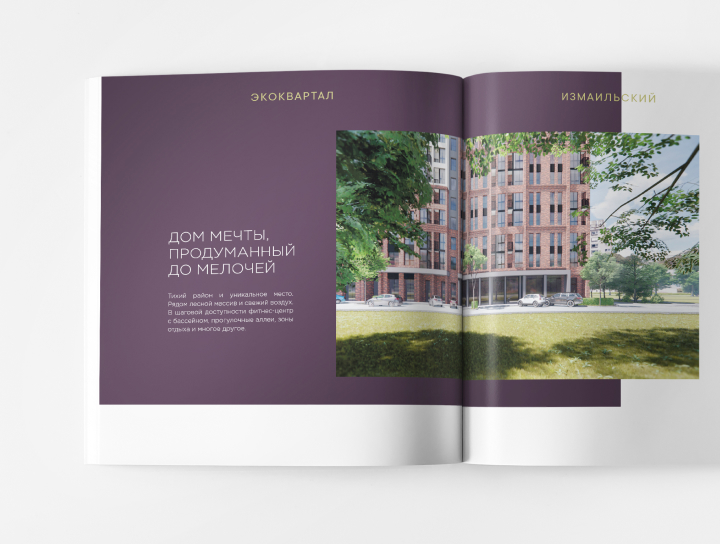 ЭКОКВАРТАЛ
ИЗМАИЛЬСКИЙ
ДОМ МЕЧТЫ,
ПРОДУМАННЫЙ
ДО МЕЛОЧЕЙ
Тихий район и уникальное место.
Рядом лесной массив и свежий воздух.
В шаговой доступности фитнес-центр
с бассейном, прогулочные аллеи, зоны
отдыха и многое другое.